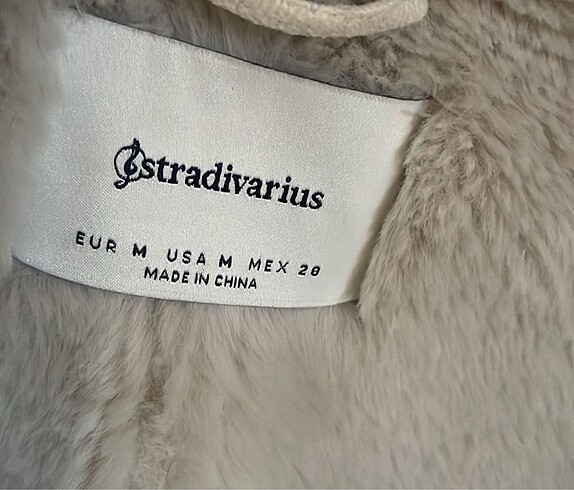 stradivarius
EUR M USA M MEX 28
MADE IN CHINA